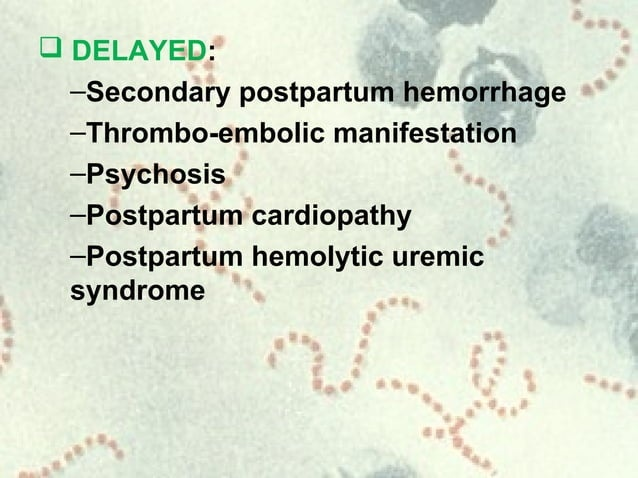 DELAYED:
–Secondary postpartum hemorrhage
–Thrombo-embolic manifestation
–Psychosis
–Postpartum cardiopathy
–Postpartum hemolytic uremic
syndrome